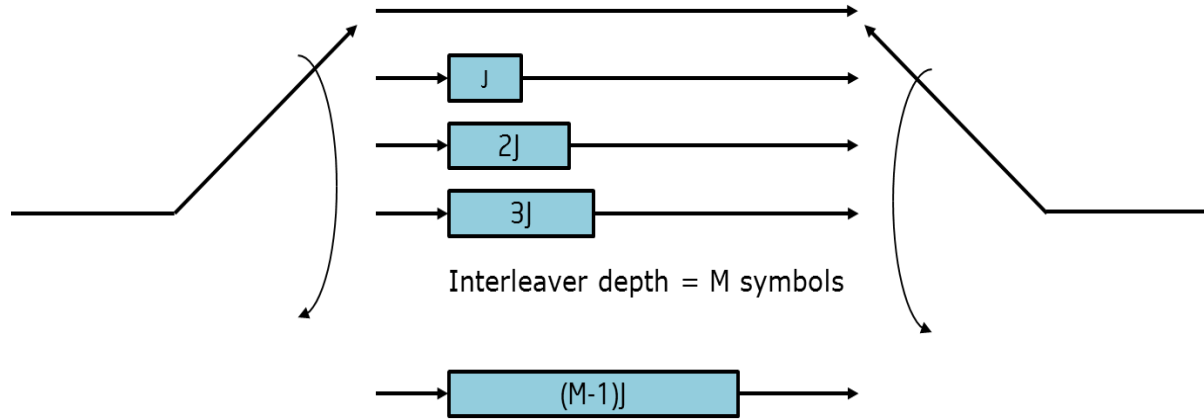 J
2J
3J
Interleaver depth = M symbols
(M-1)J